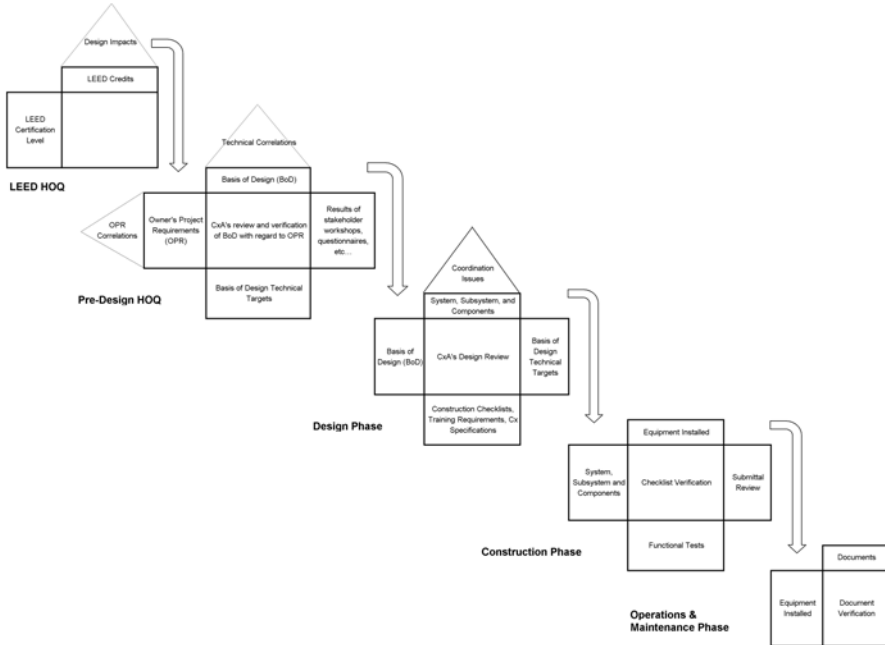 Design Impacts
LEED Credits
LEED
Certification
Level
LEED HOQ
Technical Correlations
Basis of Design (BoD)
OPR
Correlations
Owner's Project
Requirements
(OPR)
CxA's review and verification
of BoD with regard to OPR
Results of
stakeholder
workshops,
questionnaires,
etc...
Basis of Design Technical
Targets
Pre-Design HOQ
Coordination
Issues
System, Subsystem, and
Components
Basis of
Design (BoD)
CxA's Design Review
Basis of
Design
Technical
Targets
Construction Checklists,
Training Requirements, Cx
Specifications
Design Phase
Equipment Installed
System,
Subsystem and
Components
Checklist Verification
Submittal
Review
Functional Tests
Construction Phase
Documents
Equipment
Installed
Document
Verification
Operations &
Maintenance Phase